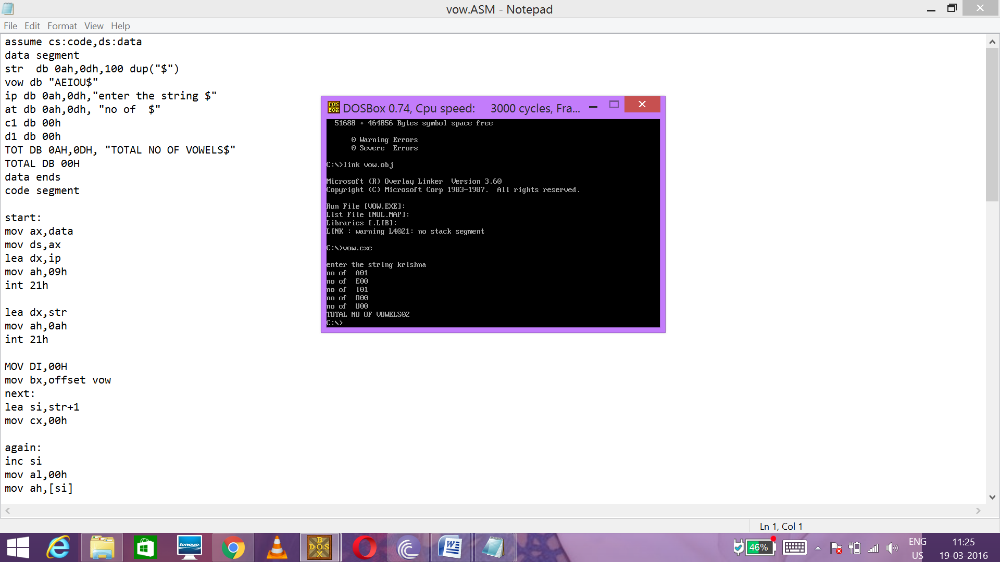 vow.ASM - Notepad
File Edit Format View Help
assume cs:code,ds:data
data segment
str  db 0ah,0dh,100 dup("$")
vow db "AEIOU$"
ip db 0ah,0dh,"enter the string $"
at db 0ah,0dh, "no of  $"
c1 db 00h
d1 db 00h
TOT DB 0AH,0DH, "TOTAL NO OF VOWELS$"
TOTAL DB 00H
data ends
code segment
start:
mov ax,data
mov ds,ax
lea dx,ip
mov ah,09h
int 21h
lea dx,str
mov ah,0ah
int 21h
MOV DI,00H
mov bx,offset vow
next:
lea si,str+1
mov cx,00h
again:
inc si
mov al,00h
mov ah,[si]
DOSBox 0.74, Cpu speed: 3000 cycles, Fra...
51688 + 464856 Bytes symbol space free
0 Warning Errors
0 Severe  Errors
C:\>link vow.obj
Microsoft (R) Overlay Linker  Version 3.60
Copyright (C) Microsoft Corp 1983-1987.  All rights reserved.
Run File [VOW.EXE]:
List File [NUL.MAP]:
Libraries [.LIB]:
LINK : warning L4021: no stack segment
C:\>vow.exe
enter the string krishna
no of  A01
no of  E00
no of  I01
no of  O00
no of  U00
TOTAL NO OF VOWELS02
C:\>
Ln 1, Col 1
lenovo
DOS BOX
46%
ENG
US
11:25
19-03-2016